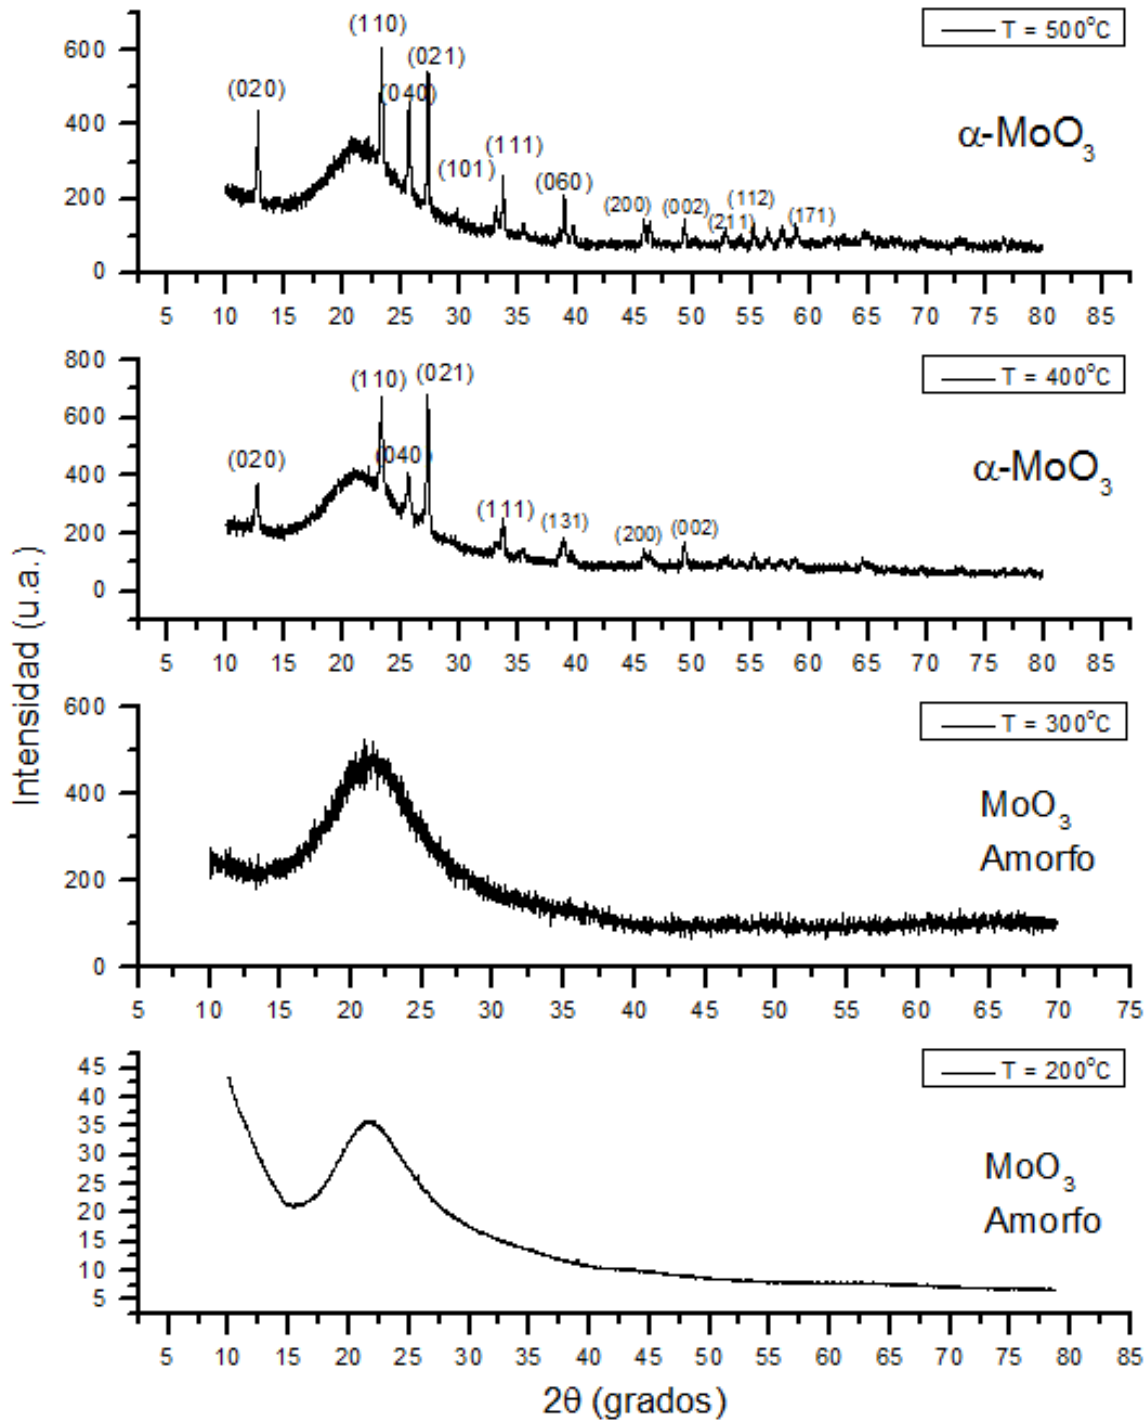 Intensidad (u.a.)
T = 500°C
α-MoO₃
(020)
(110)
(040)
(021)
(101)
(111)
(060)
(200)
(002)
(211)
(112)
(171)
600
400
200
0
5 10 15 20 25 30 35 40 45 50 55 60 65 70 75 80 85
T = 400°C
α-MoO₃
(020)
(110)
(040)
(021)
(111)
(131)
(200)
(002)
800
600
400
200
0
5 10 15 20 25 30 35 40 45 50 55 60 65 70 75 80 85
T = 300°C
MoO₃
Amorfo
600
400
200
0
5 10 15 20 25 30 35 40 45 50 55 60 65 70 75
T = 200°C
MoO₃
Amorfo
45
40
35
30
25
20
15
10
5
5 10 15 20 25 30 35 40 45 50 55 60 65 70 75 80 85
2θ (grados)